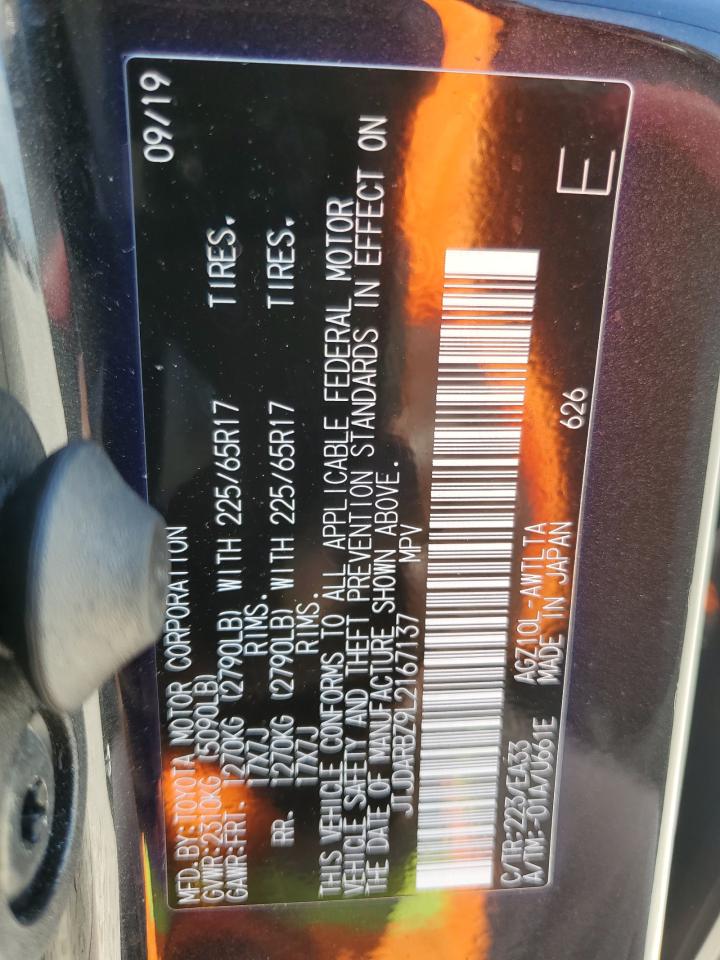 MFD.BY:TOYOTA MOTOR CORPORATION 09/19
GVWR:2310KG (5090LB)
GAWR:FRT. 1270KG (2790LB) WITH 225/65R17 TIRES,
17X7J RIMS.
RR. 1270KG (2790LB) WITH 225/65R17 TIRES,
17X7J RIMS.
THIS VEHICLE CONFORMS TO ALL APPLICABLE FEDERAL MOTOR
VEHICLE SAFETY AND THEFT PREVENTION STANDARDS IN EFFECT ON
THE DATE OF MANUFACTURE SHOWN ABOVE.
JTJDARBZ9L2167137 MPV
C/TR:223/EA33 AGZ10L-AWTLTA 626
A/TM:-01A/U661E MADE IN JAPAN E